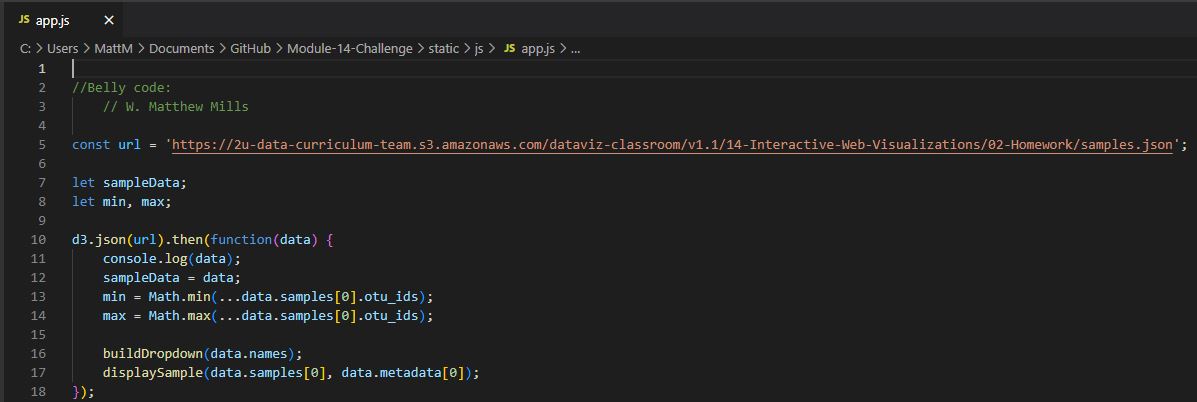 JS app.js ×
C: > Users > MattM > Documents > GitHub > Module-14-Challenge > static > js > JS app.js > ...
1
2 //Belly code:
3     // W. Matthew Mills
4
5 const url = 'https://2u-data-curriculum-team.s3.amazonaws.com/dataviz-classroom/v1.1/14-Interactive-Web-Visualizations/02-Homework/samples.json';
6
7 let sampleData;
8 let min, max;
9
10 d3.json(url).then(function(data) {
11     console.log(data);
12     sampleData = data;
13     min = Math.min(...data.samples[0].otu_ids);
14     max = Math.max(...data.samples[0].otu_ids);
15
16     buildDropdown(data.names);
17     displaySample(data.samples[0], data.metadata[0]);
18 });